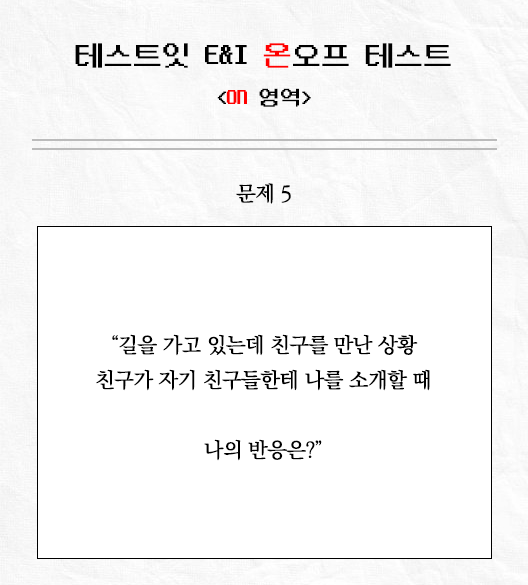 테스트잇 E&I 온오프 테스트
<ON 영역>
문제 5
“길을 가고 있는데 친구를 만난 상황
친구가 자기 친구들한테 나를 소개할 때
나의 반응은?”